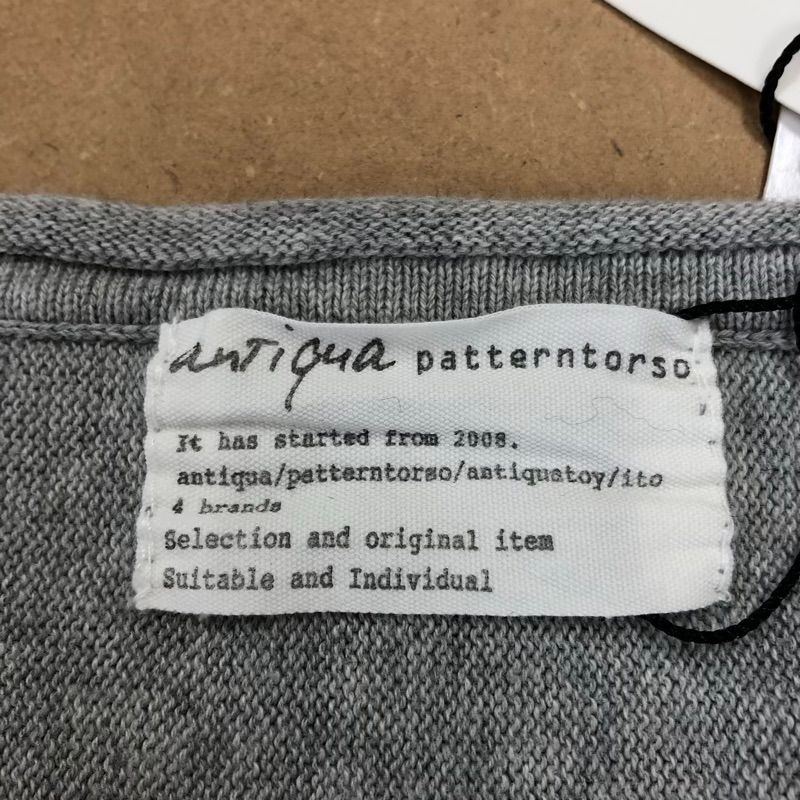 antiqua patterntorso
It has started from 2008.
antiqua/patterntorso/antiquatoy/ito
4 brands
Selection and original item
Suitable and Individual